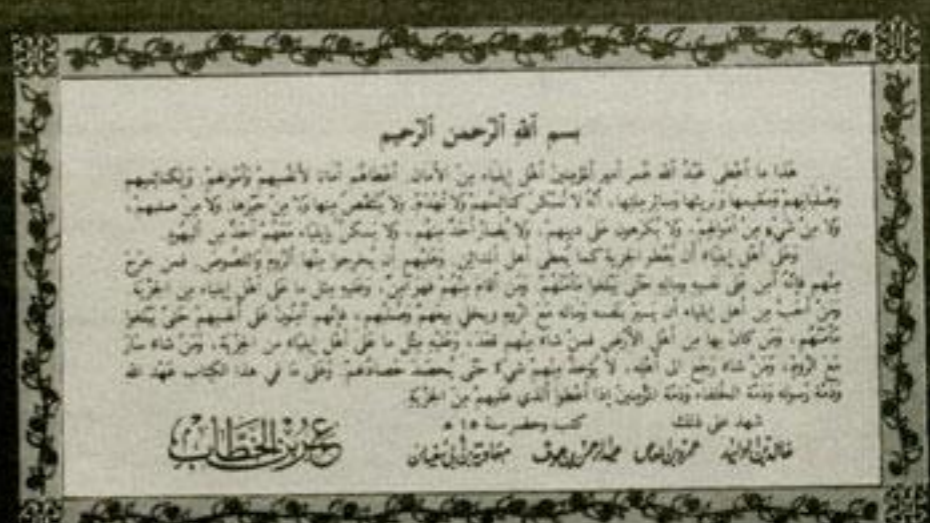 بسم الله الرحمن الرحيم
هذا ما أعطى عبد الله عمر أمير المؤمنين أهل إيلياء من الأمان. أعطاهم أمانا لأنفسهم وأموالهم. ولكنائسهم
وصلبانهم وسقيمها وبريئها وسائر ملتها، أنه لا تسكن كنائسهم ولا تهدم. ولا ينتقص منها ولا من حيزها. ولا من صليبهم،
ولا من شيء من أموالهم. ولا يكرهون على دينهم، ولا يضار أحد منهم، ولا يسكن بإيلياء معهم أحد من اليهود
وعلى أهل إيلياء أن يعطوا الجزية كما يعطي أهل المدائن. وعليهم أن يخرجوا منها الروم واللصوص. فمن خرج
منهم فإنه آمن على نفسه وماله حتى يبلغوا مأمنهم. ومن أقام منهم فهو آمن، وعليه مثل ما على أهل إيلياء من الجزية
ومن أحب من أهل إيلياء أن يسير بنفسه وماله مع الروم ويخلي بيعهم وصلبهم، فإنهم آمنون على أنفسهم حتى يبلغوا
مأمنهم، ومن كان بها من أهل الأرض فمن شاء منهم قعد، وعليه مثل ما على أهل إيلياء من الجزية، ومن شاء سار
مع الروم، ومن شاء رجع الى أهله، لا يؤخذ منهم شيء حتى يحصد حصادهم. وعلى ما في هذا الكتاب عهد الله
وذمة رسوله وذمة الخلفاء وذمة المؤمنين إذا أعطوا الذي عليهم من الجزية
شهد على ذلك كتب وحضر سنة ١٥ هـ
خالد بن الوليد عمرو بن العاص عبد الرحمن بن عوف معاوية بن أبي سفيان
عمر بن الخطاب